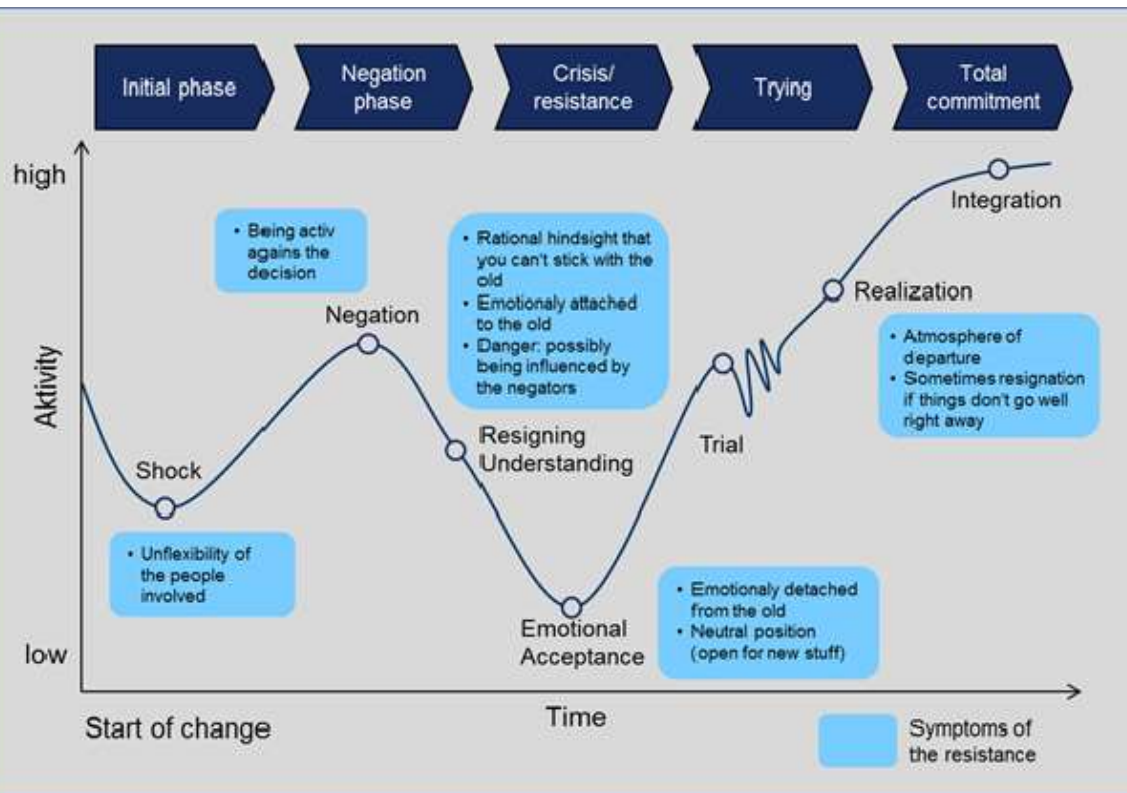 Initial phase
Negation
phase
Crisis/
resistance
Trying
Total
commitment
high
Aktivity
low
Shock
• Unflexibility of
the people
involved
• Being activ
agains the
decision
Negation
• Rational hindsight that
you can't stick with the
old
• Emotionaly attached
to the old
• Danger: possibly
being influenced by
the negators
Resigning
Understanding
Emotional
Acceptance
• Emotionaly detached
from the old
• Neutral position
(open for new stuff)
Trial
Realization
• Atmosphere of
departure
• Sometimes resignation
if things don't go well
right away
Integration
Start of change
Time
Symptoms of
the resistance